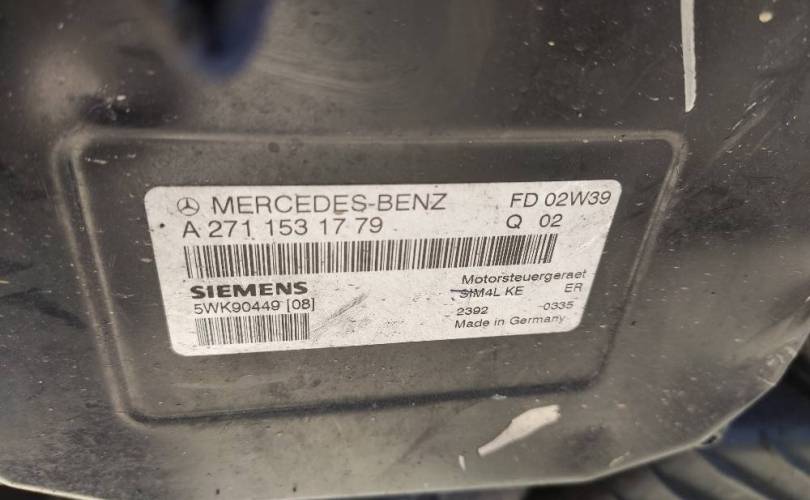 MERCEDES-BENZ FD 02W39
A 271 153 17 79 Q 02
SIEMENS Motorsteuergeraet
5WK90449 [08] SIM4L KE ER
2392 -0335
Made in Germany